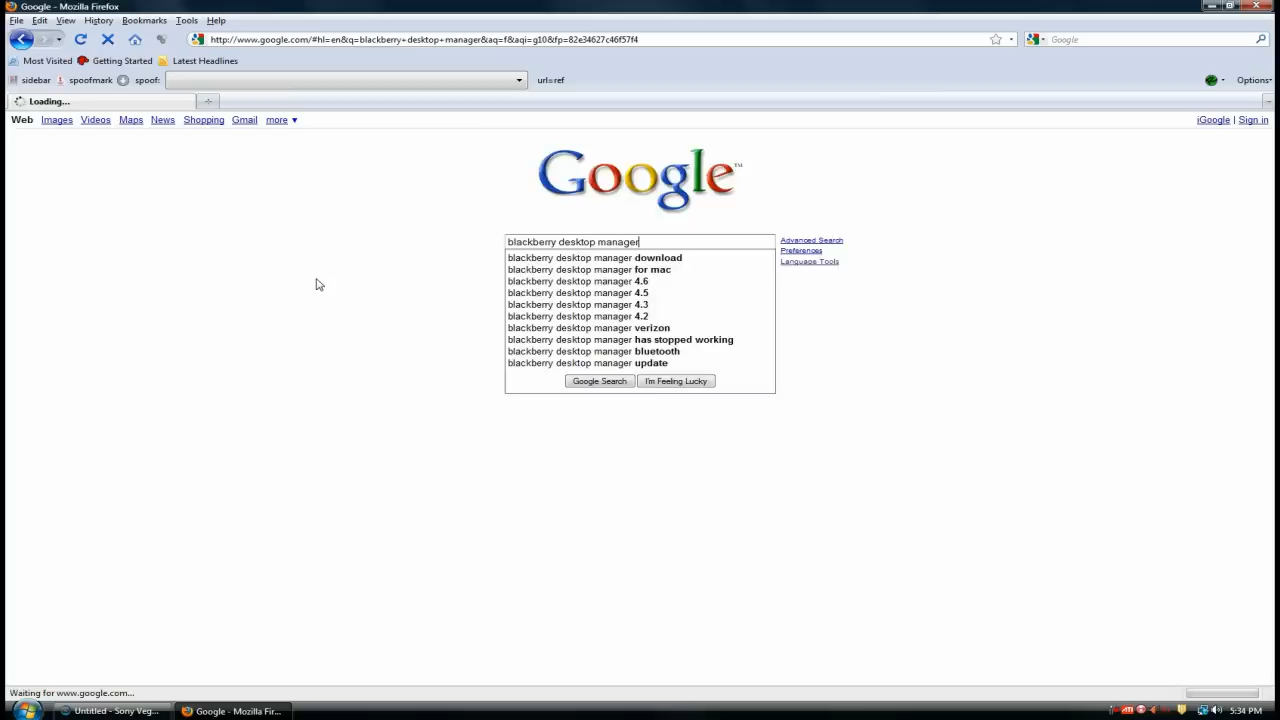 Google - Mozilla Firefox
File Edit View History Bookmarks Tools Help
http://www.google.com/#hl=en&q=blackberry+desktop+manager&aq=f&aqi=g10&fp=82e34627c46f57f4
Google
Most Visited Getting Started Latest Headlines
sidebar spoofmark spoof: url=ref Options
Loading...
Web Images Videos Maps News Shopping Gmail more ▼ iGoogle | Sign in
Google™
blackberry desktop manager
Advanced Search
Preferences
Language Tools
blackberry desktop manager download
blackberry desktop manager for mac
blackberry desktop manager 4.6
blackberry desktop manager 4.5
blackberry desktop manager 4.3
blackberry desktop manager 4.2
blackberry desktop manager verizon
blackberry desktop manager has stopped working
blackberry desktop manager bluetooth
blackberry desktop manager update
Google Search I'm Feeling Lucky
Waiting for www.google.com...
Untitled - Sony Veg... Google - Mozilla Fir... 5:34 PM